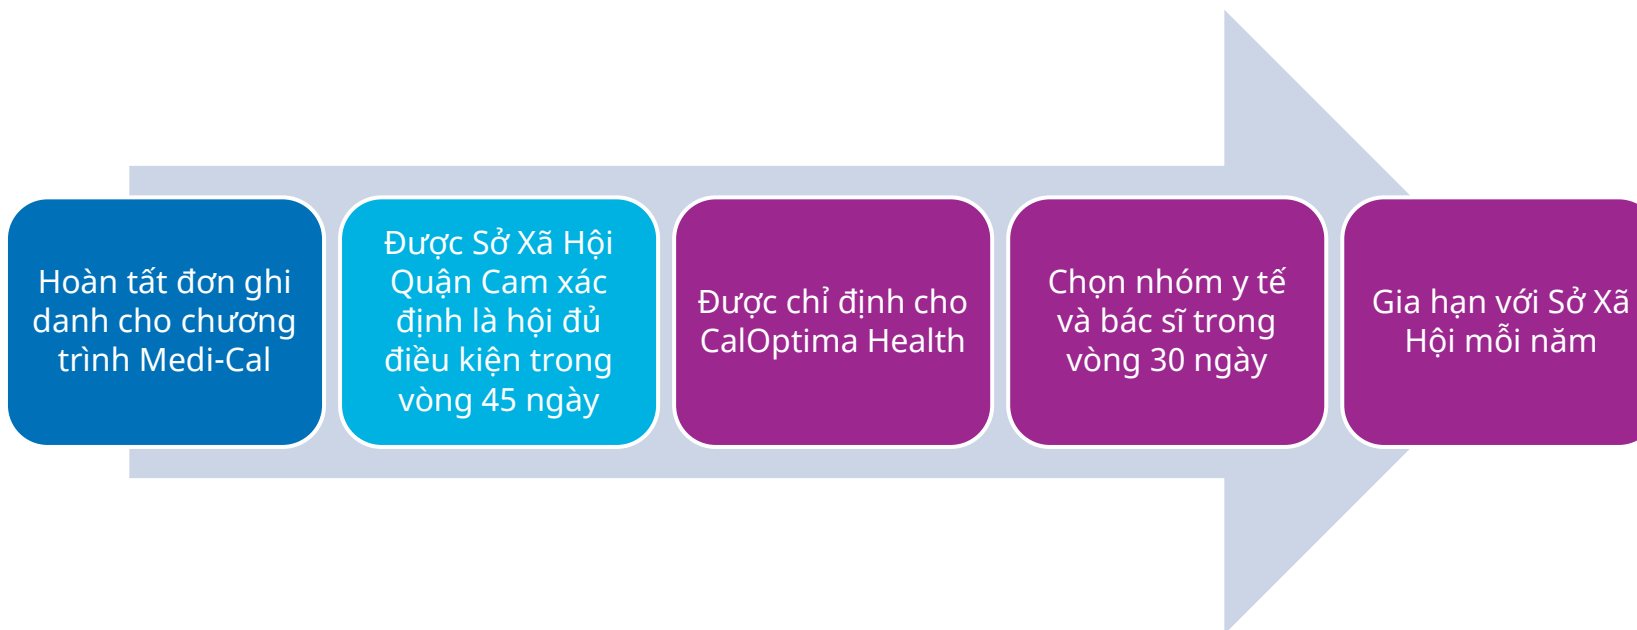 Hoàn tất đơn ghi
danh cho chương
trình Medi-Cal
Được Sở Xã Hội
Quận Cam xác
định là hội đủ
điều kiện trong
vòng 45 ngày
Được chỉ định cho
CalOptima Health
Chọn nhóm y tế
và bác sĩ trong
vòng 30 ngày
Gia hạn với Sở Xã
Hội mỗi năm